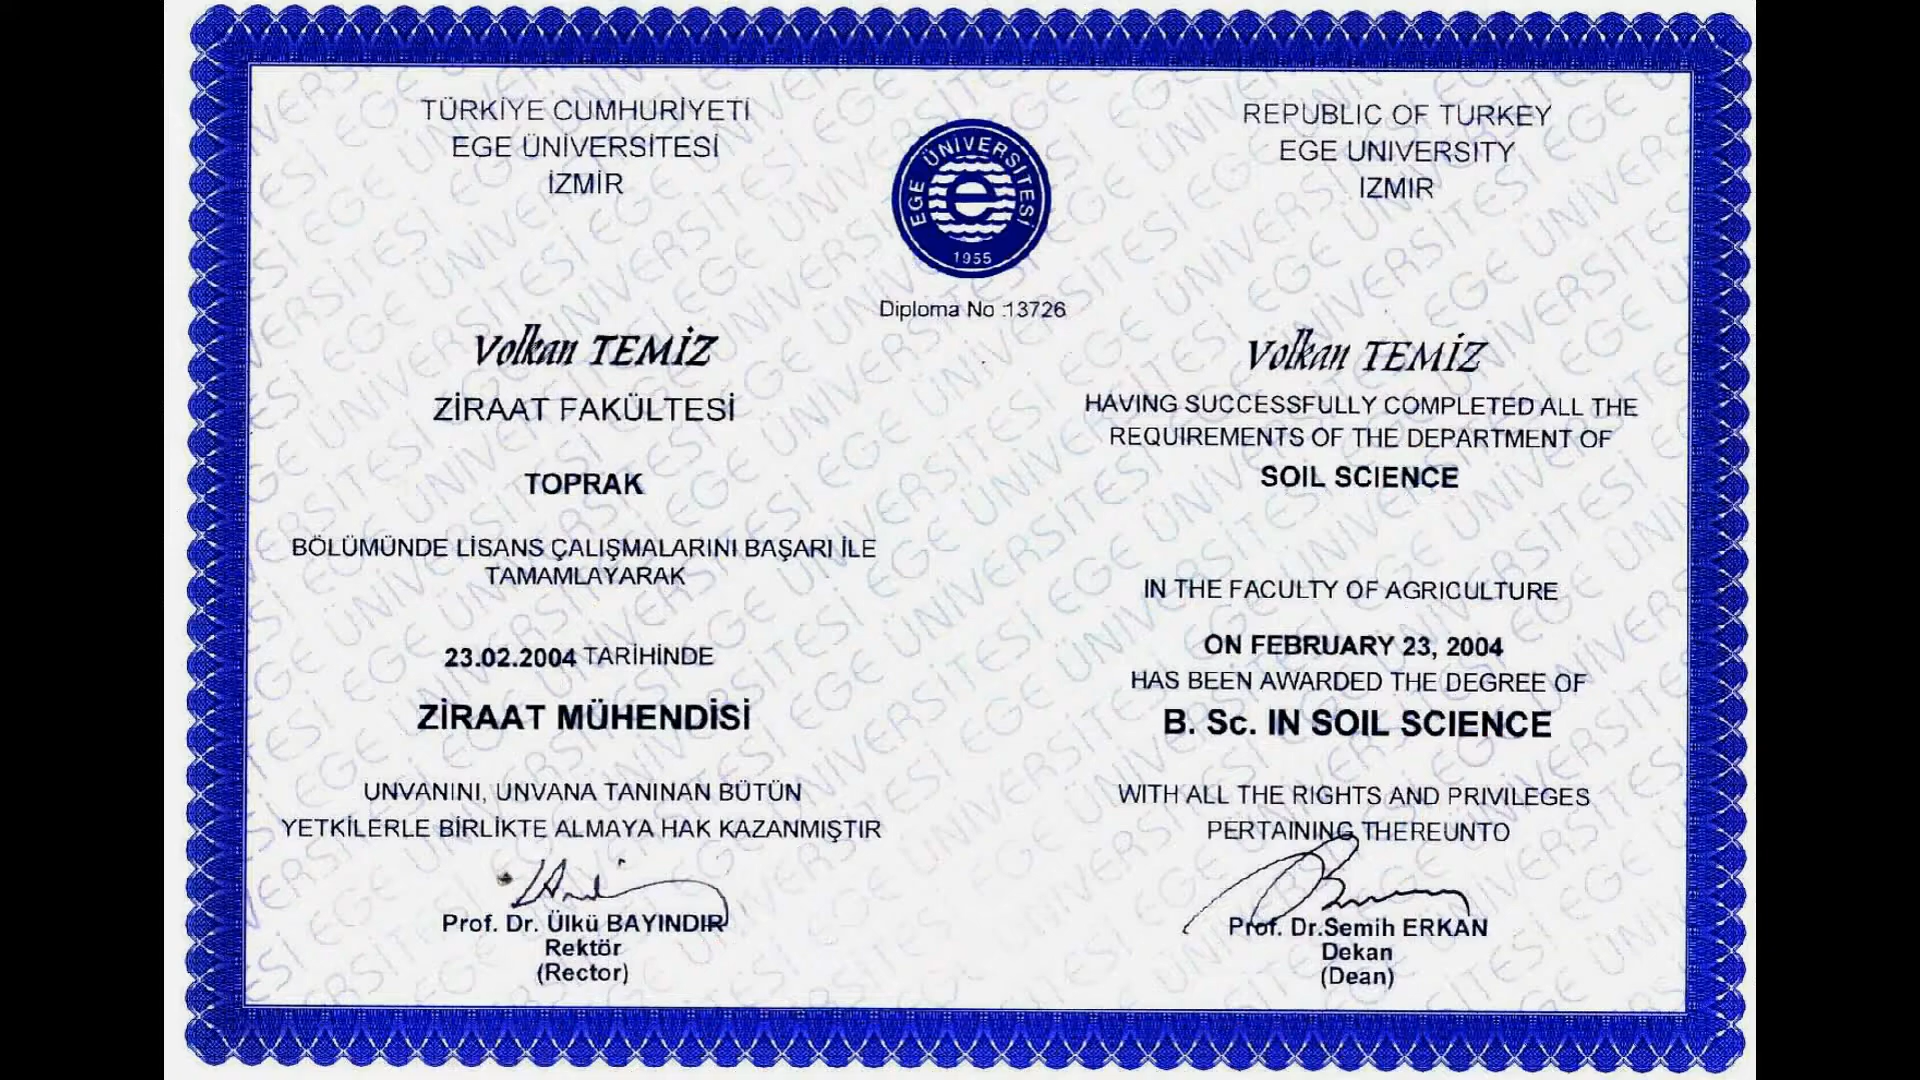 TÜRKİYE CUMHURİYETİ
EGE ÜNİVERSİTESİ
İZMİR
EGE ÜNİVERSİTESİ
e
1955
Diploma No :13726
REPUBLIC OF TURKEY
EGE UNIVERSITY
IZMIR
Volkan TEMİZ
ZİRAAT FAKÜLTESİ
TOPRAK
BÖLÜMÜNDE LİSANS ÇALIŞMALARINI BAŞARI İLE
TAMAMLAYARAK
23.02.2004 TARİHİNDE
ZİRAAT MÜHENDİSİ
UNVANINI, UNVANA TANINAN BÜTÜN
YETKİLERLE BİRLİKTE ALMAYA HAK KAZANMIŞTIR
Prof. Dr. Ülkü BAYINDIR
Rektör
(Rector)
Volkan TEMİZ
HAVING SUCCESSFULLY COMPLETED ALL THE
REQUIREMENTS OF THE DEPARTMENT OF
SOIL SCIENCE
IN THE FACULTY OF AGRICULTURE
ON FEBRUARY 23, 2004
HAS BEEN AWARDED THE DEGREE OF
B. Sc. IN SOIL SCIENCE
WITH ALL THE RIGHTS AND PRIVILEGES
PERTAINING THEREUNTO
Prof. Dr.Semih ERKAN
Dekan
(Dean)